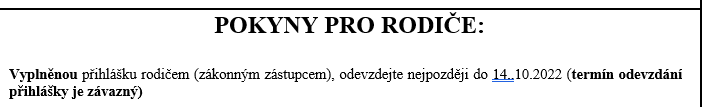 POKYNY PRO RODIČE:
Vyplněnou přihlášku rodičem (zákonným zástupcem), odevzdejte nejpozději do 14..10.2022 (termín odevzdání
přihlášky je závazný)